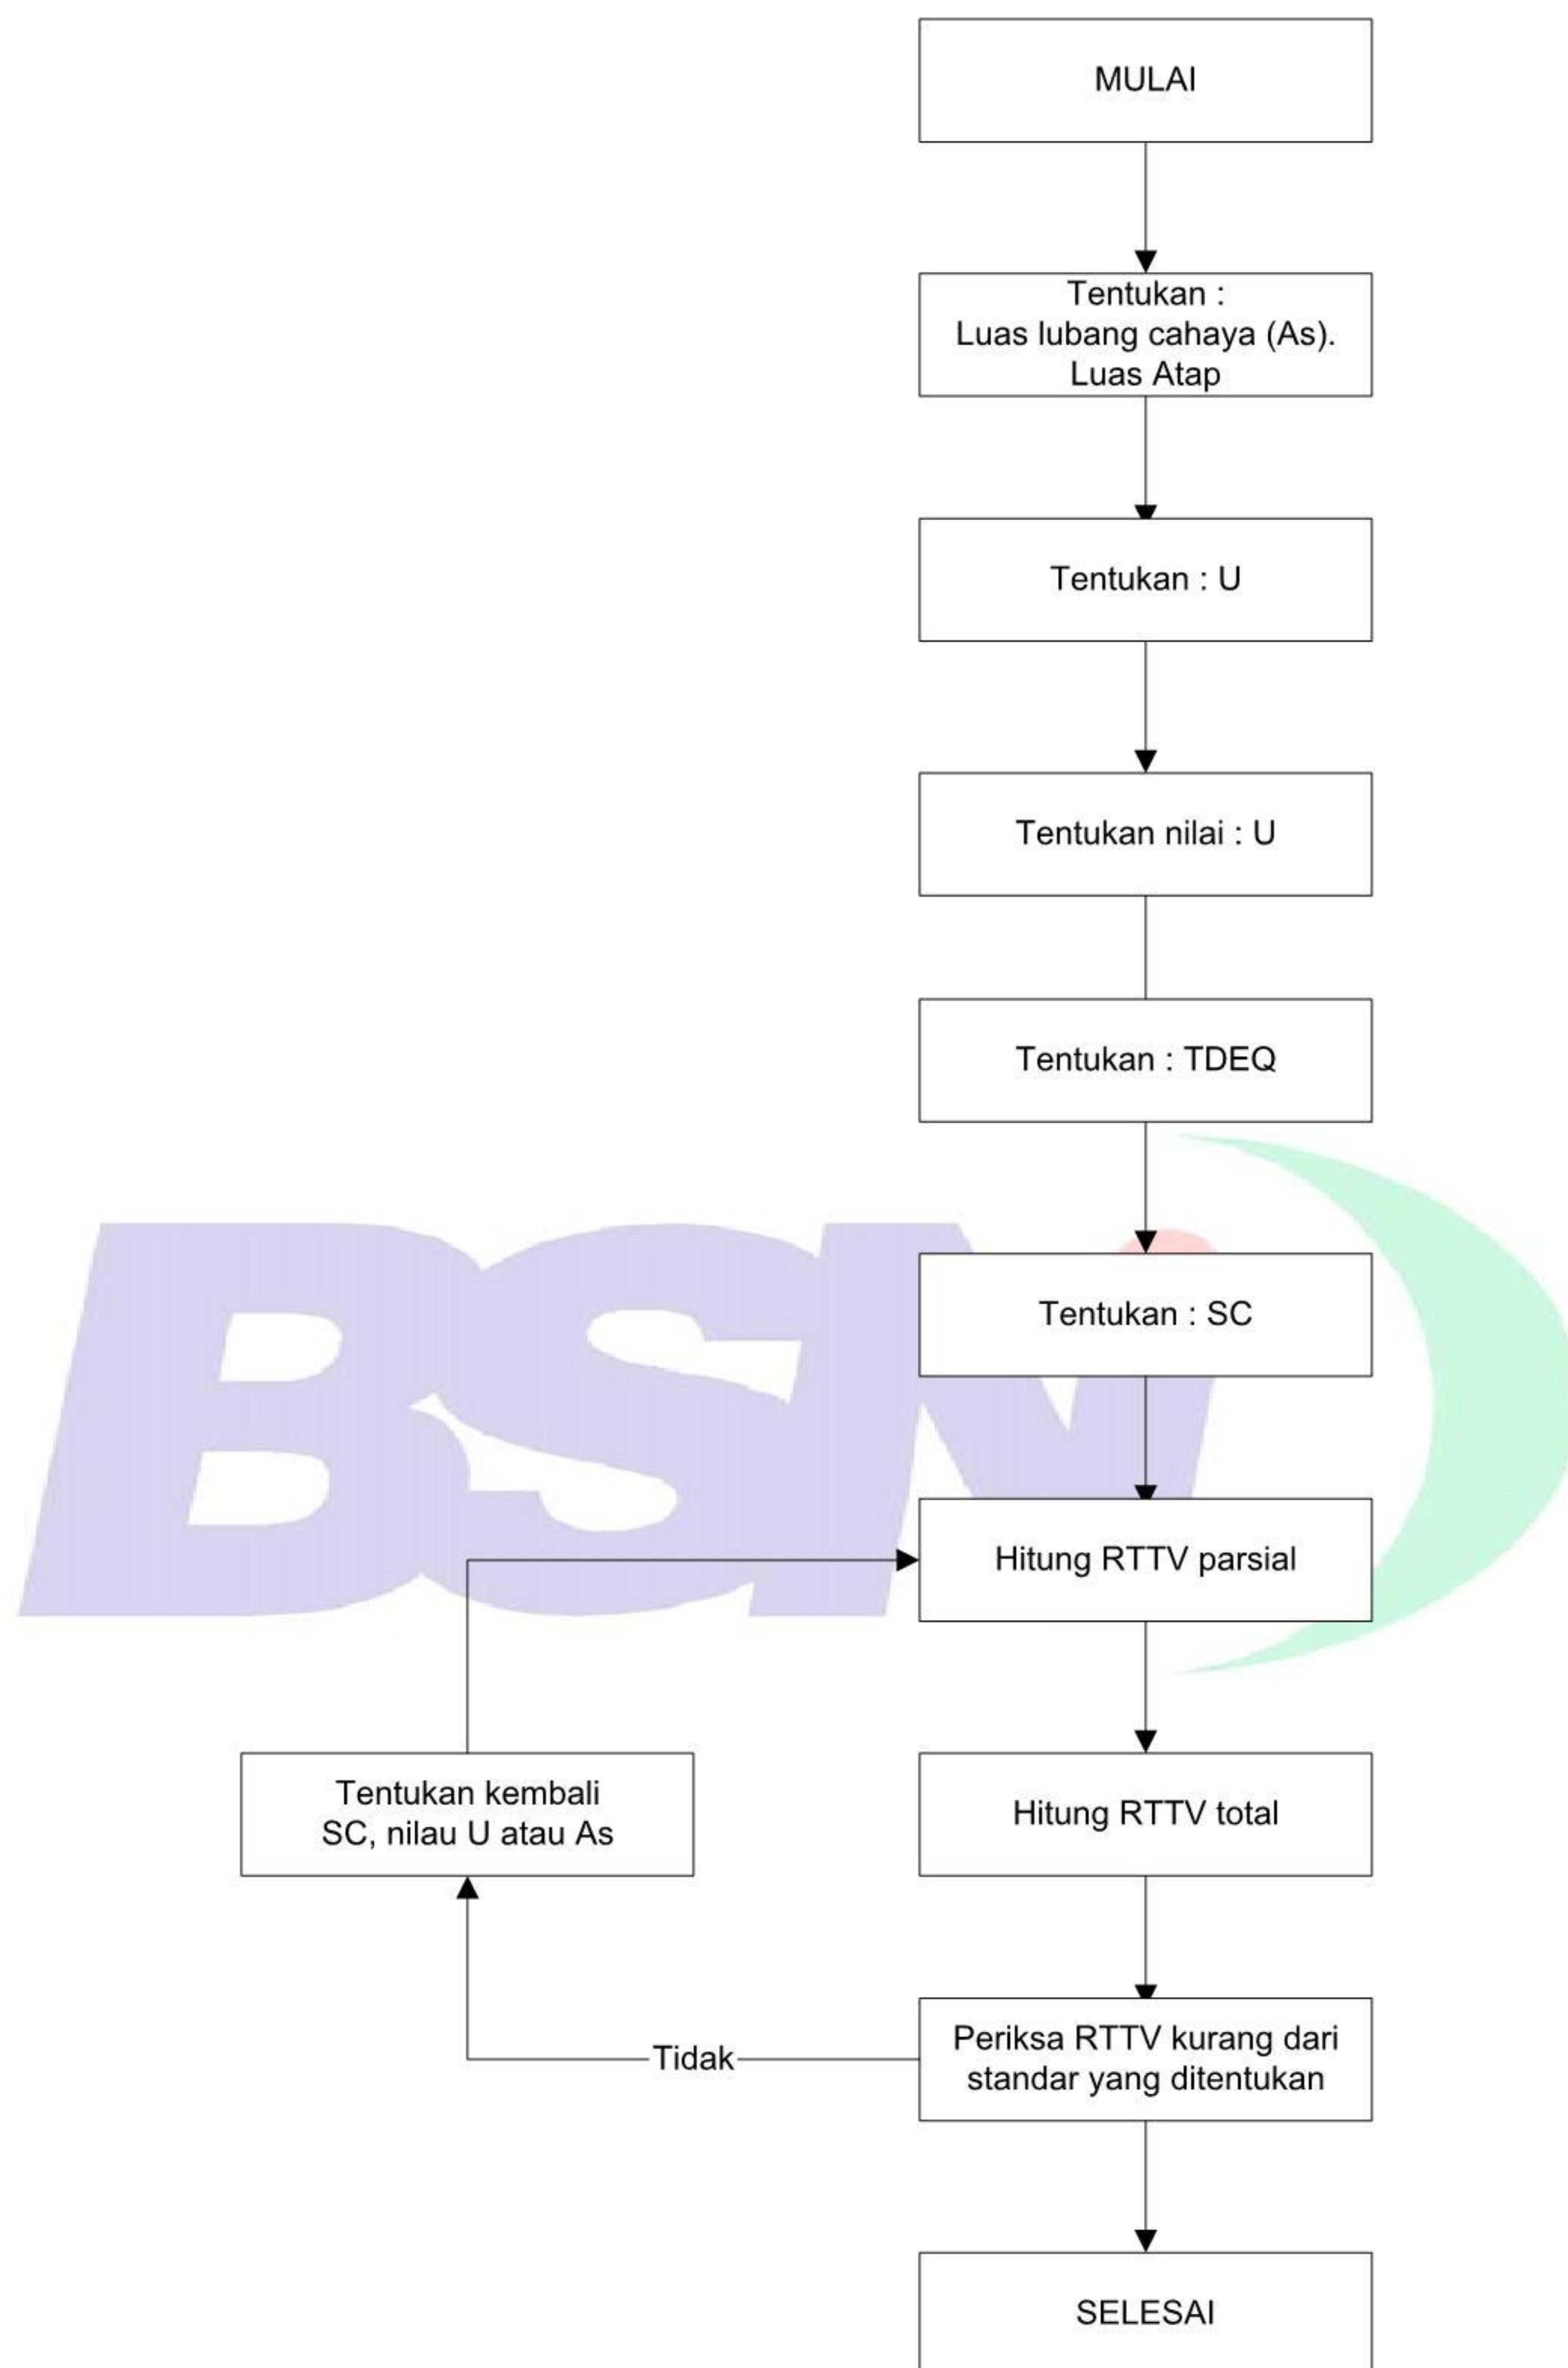 MULAI
Tentukan :
Luas lubang cahaya (As).
Luas Atap
Tentukan : U
Tentukan nilai : U
Tentukan : TDEQ
Tentukan : SC
Hitung RTTV parsial
Tentukan kembali
SC, nilau U atau As
Hitung RTTV total
Tidak
Periksa RTTV kurang dari
standar yang ditentukan
SELESAI
BSN